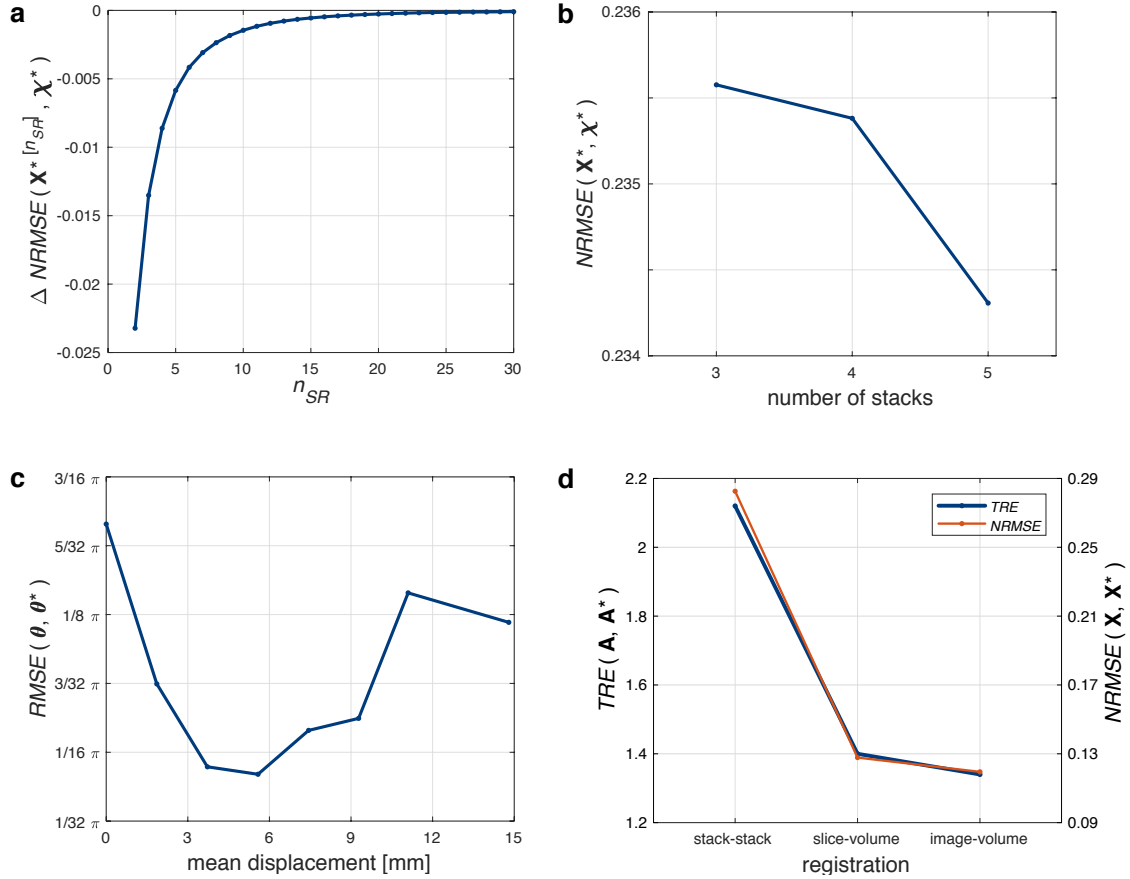 a
0
-0.005
-0.01
-0.015
-0.02
-0.025
0 5 10 15 20 25 30
Δ NRMSE ( X* [n_SR] , χ* )
n_SR
b
0.236
0.235
0.234
3 4 5
NRMSE ( X*, χ* )
number of stacks
c
3/16 π
5/32 π
1/8 π
3/32 π
1/16 π
1/32 π
0 3 6 9 12 15
RMSE ( θ, θ* )
mean displacement [mm]
d
2.2
2
1.8
1.6
1.4
1.2
TRE ( A, A* )
TRE
NRMSE
0.29
0.25
0.21
0.17
0.13
0.09
NRMSE ( X, X* )
stack-stack slice-volume image-volume
registration